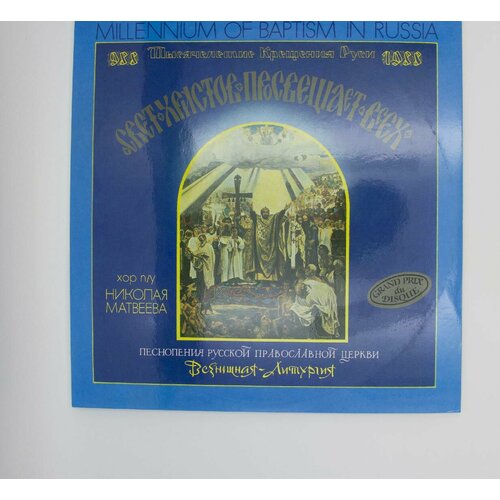 MILLENNIUM OF BAPTISM IN RUSSIA
988 Тысячелетие Крещения Руси 1988
СВЕТ ХРИСТОВ ПРОСВЕЩАЕТ ВСЕХ
ХОР П/У
НИКОЛАЯ
МАТВЕЕВА
GRAND PRIX
du
DISQUE
ПЕСНОПЕНИЯ РУССКОЙ ПРАВОСЛАВНОЙ ЦЕРКВИ
Всенощная-Литургия